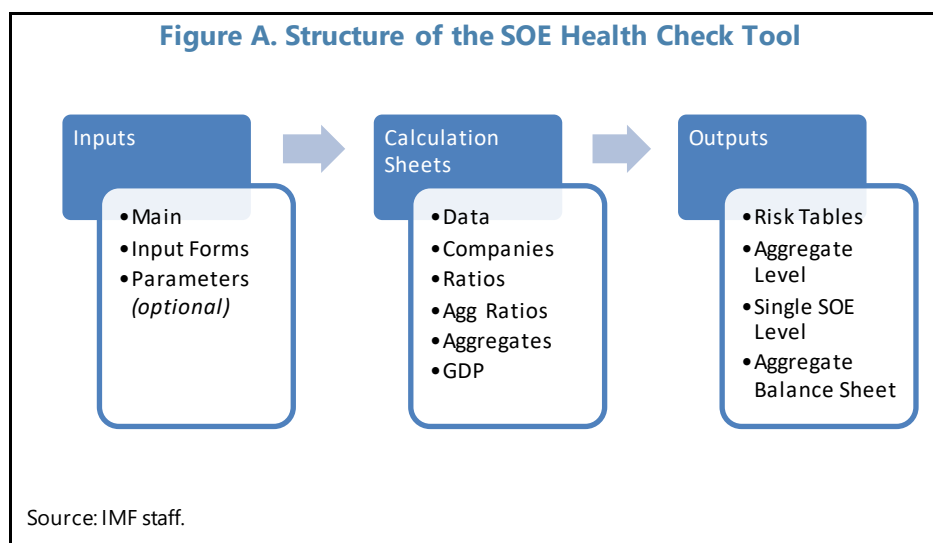 Figure A. Structure of the SOE Health Check Tool
Inputs
•Main
•Input Forms
•Parameters
(optional)
Calculation
Sheets
•Data
•Companies
•Ratios
•Agg Ratios
•Aggregates
•GDP
Outputs
•Risk Tables
•Aggregate
Level
•Single SOE
Level
•Aggregate
Balance Sheet
Source: IMF staff.